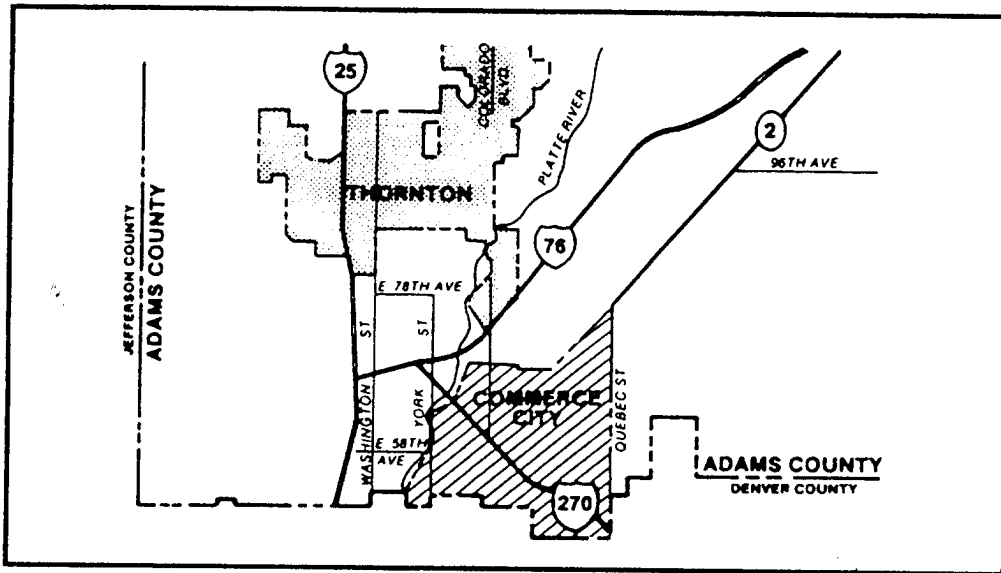 25
COLORADO
BLVD.
PLATTE RIVER
2
96TH AVE
THORNTON
JEFFERSON COUNTY
ADAMS COUNTY
76
E 78TH AVE
WASHINGTON ST
YORK ST
COMMERCE
CITY
QUEBEC ST
E 58TH
AVE
ADAMS COUNTY
DENVER COUNTY
270